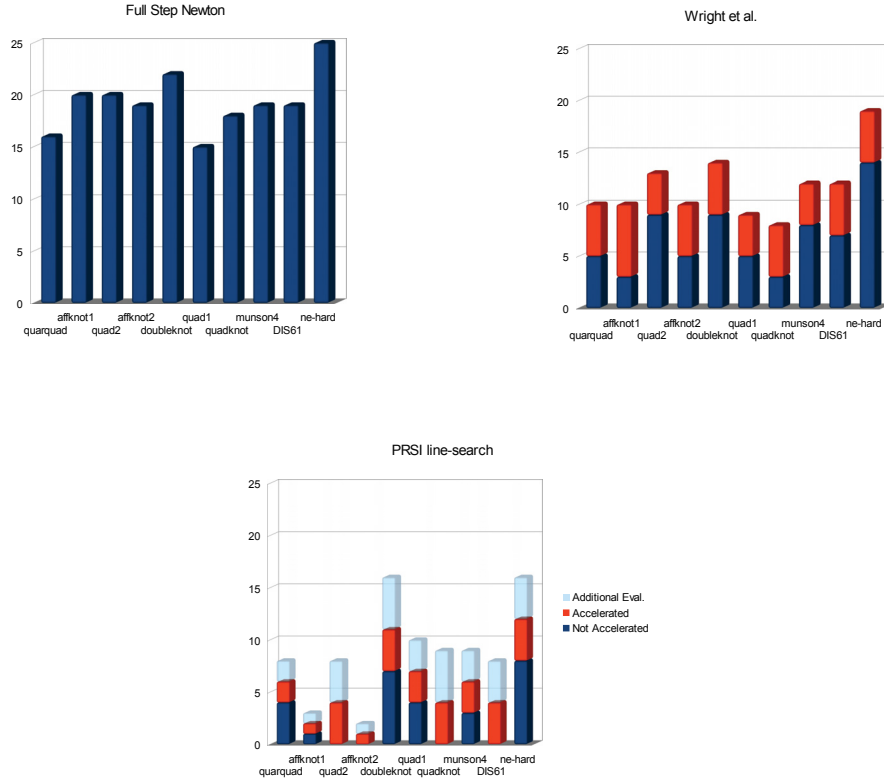 Full Step Newton
25
20
15
10
5
0
affknot1 affknot2 quad1 munson4 ne-hard
quarquad quad2 doubleknot quadknot DIS61
Wright et al.
25
20
15
10
5
0
affknot1 affknot2 quad1 munson4 ne-hard
quarquad quad2 doubleknot quadknot DIS61
PRSI line-search
25
20
15
10
5
0
affknot1 affknot2 quad1 munson4 ne-hard
quarquad quad2 doubleknot quadknot DIS61
Additional Eval.
Accelerated
Not Accelerated